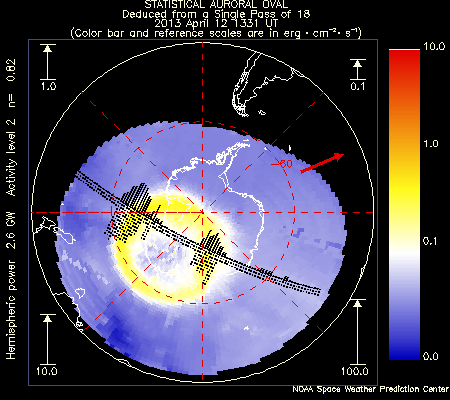 STATISTICAL AURORAL OVAL
Deduced from a Single Pass of 18
2013 April 12 1331 UT
(Color bar and reference scales are in erg·cm⁻²·s⁻¹)
1.0
0.1
10.0
1.0
0.1
0.0
-60
10.0
100.0
Hemispheric power 2.6 GW Activity level 2 n= 0.82
NOAA Space Weather Prediction Center